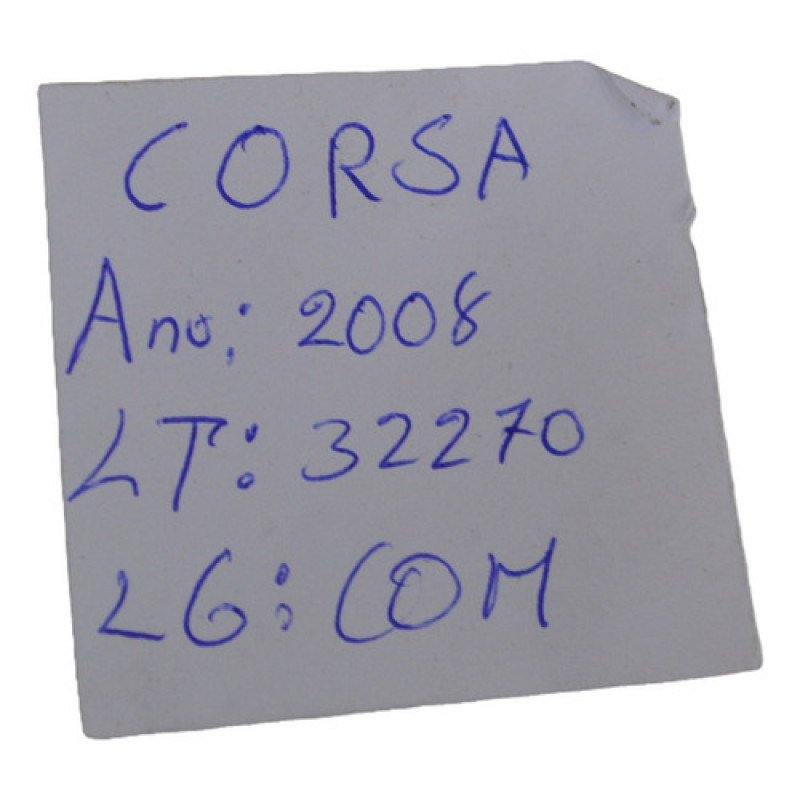 CORSA
Ano: 2008
LT: 32270
LG: COM